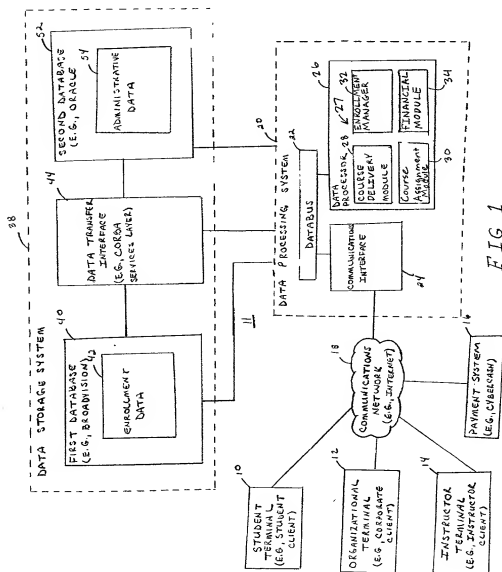 38
DATA STORAGE SYSTEM
40
FIRST DATABASE
(E.G., BROADVISION)
42
ENROLLMENT
DATA
44
DATA TRANSFER
INTERFACE
(E.G., CORBA
SERVICES LAYER)
52
SECOND DATABASE
(E.G., ORACLE
54
ADMINISTRATIVE
DATA
11
20
DATA PROCESSING SYSTEM
22
DATABUS
24
COMMUNICATION
INTERFACE
26
DATA
PROCESSOR
27
28
COURSE
DELIVERY
MODULE
32
ENROLLMENT
MANAGER
30
COURSE
ASSIGNMENT
MODULE
34
FINANCIAL
MODULE
18
COMMUNICATIONS
NETWORK
(E.G., INTERNET)
10
STUDENT
TERMINAL
(E.G., STUDENT
CLIENT)
12
ORGANIZATIONAL
TERMINAL
(E.G., CORPORATE
CLIENT)
14
INSTRUCTOR
TERMINAL
(E.G., INSTRUCTOR
CLIENT)
16
PAYMENT SYSTEM
(E.G., CYBERCASH)
FIG 1